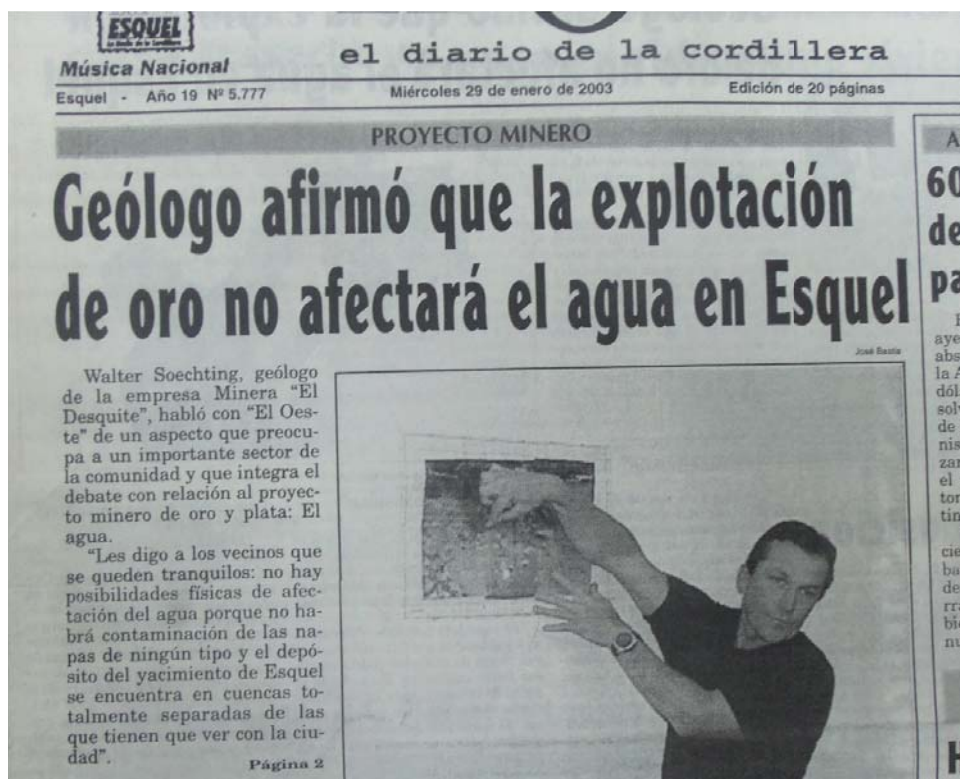 ESQUEL
Música Nacional
el diario de la cordillera
Esquel - Año 19 Nº 5.777
Miércoles 29 de enero de 2003
Edición de 20 páginas
PROYECTO MINERO
Geólogo afirmó que la explotación
de oro no afectará el agua en Esquel
José Bastía
Walter Soechting, geólogo
de la empresa Minera “El
Desquite”, habló con “El Oes-
te” de un aspecto que preocu-
pa a un importante sector de
la comunidad y que integra el
debate con relación al proyec-
to minero de oro y plata: El
agua.
“Les digo a los vecinos que
se queden tranquilos: no hay
posibilidades físicas de afec-
tación del agua porque no ha-
brá contaminación de las na-
pas de ningún tipo y el depó-
sito del yacimiento de Esquel
se encuentra en cuencas to-
talmente separadas de las
que tienen que ver con la ciu-
dad”.
Página 2
60
de
pa